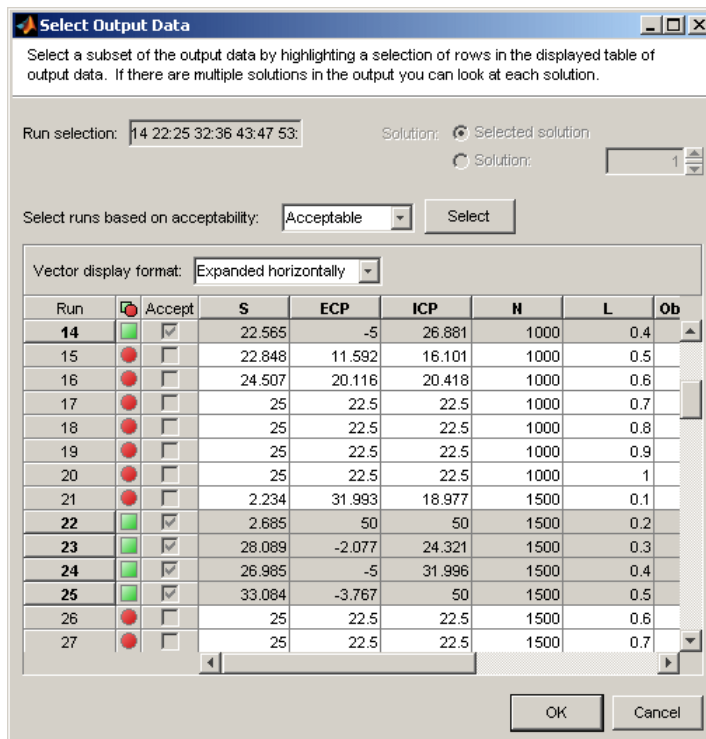 Select Output Data
Select a subset of the output data by highlighting a selection of rows in the displayed table of
output data. If there are multiple solutions in the output you can look at each solution.
Run selection: 14 22:25 32:36 43:47 53: Solution: Selected solution
Solution: 1
Select runs based on acceptability: Acceptable Select
Vector display format: Expanded horizontally
Run Accept S ECP ICP N L Ob
14 22.565 -5 26.881 1000 0.4
15 22.848 11.592 16.101 1000 0.5
16 24.507 20.116 20.418 1000 0.6
17 25 22.5 22.5 1000 0.7
18 25 22.5 22.5 1000 0.8
19 25 22.5 22.5 1000 0.9
20 25 22.5 22.5 1000 1
21 2.234 31.993 18.977 1500 0.1
22 2.685 50 50 1500 0.2
23 28.089 -2.077 24.321 1500 0.3
24 26.985 -5 31.996 1500 0.4
25 33.084 -3.767 50 1500 0.5
26 25 22.5 22.5 1500 0.6
27 25 22.5 22.5 1500 0.7
OK Cancel